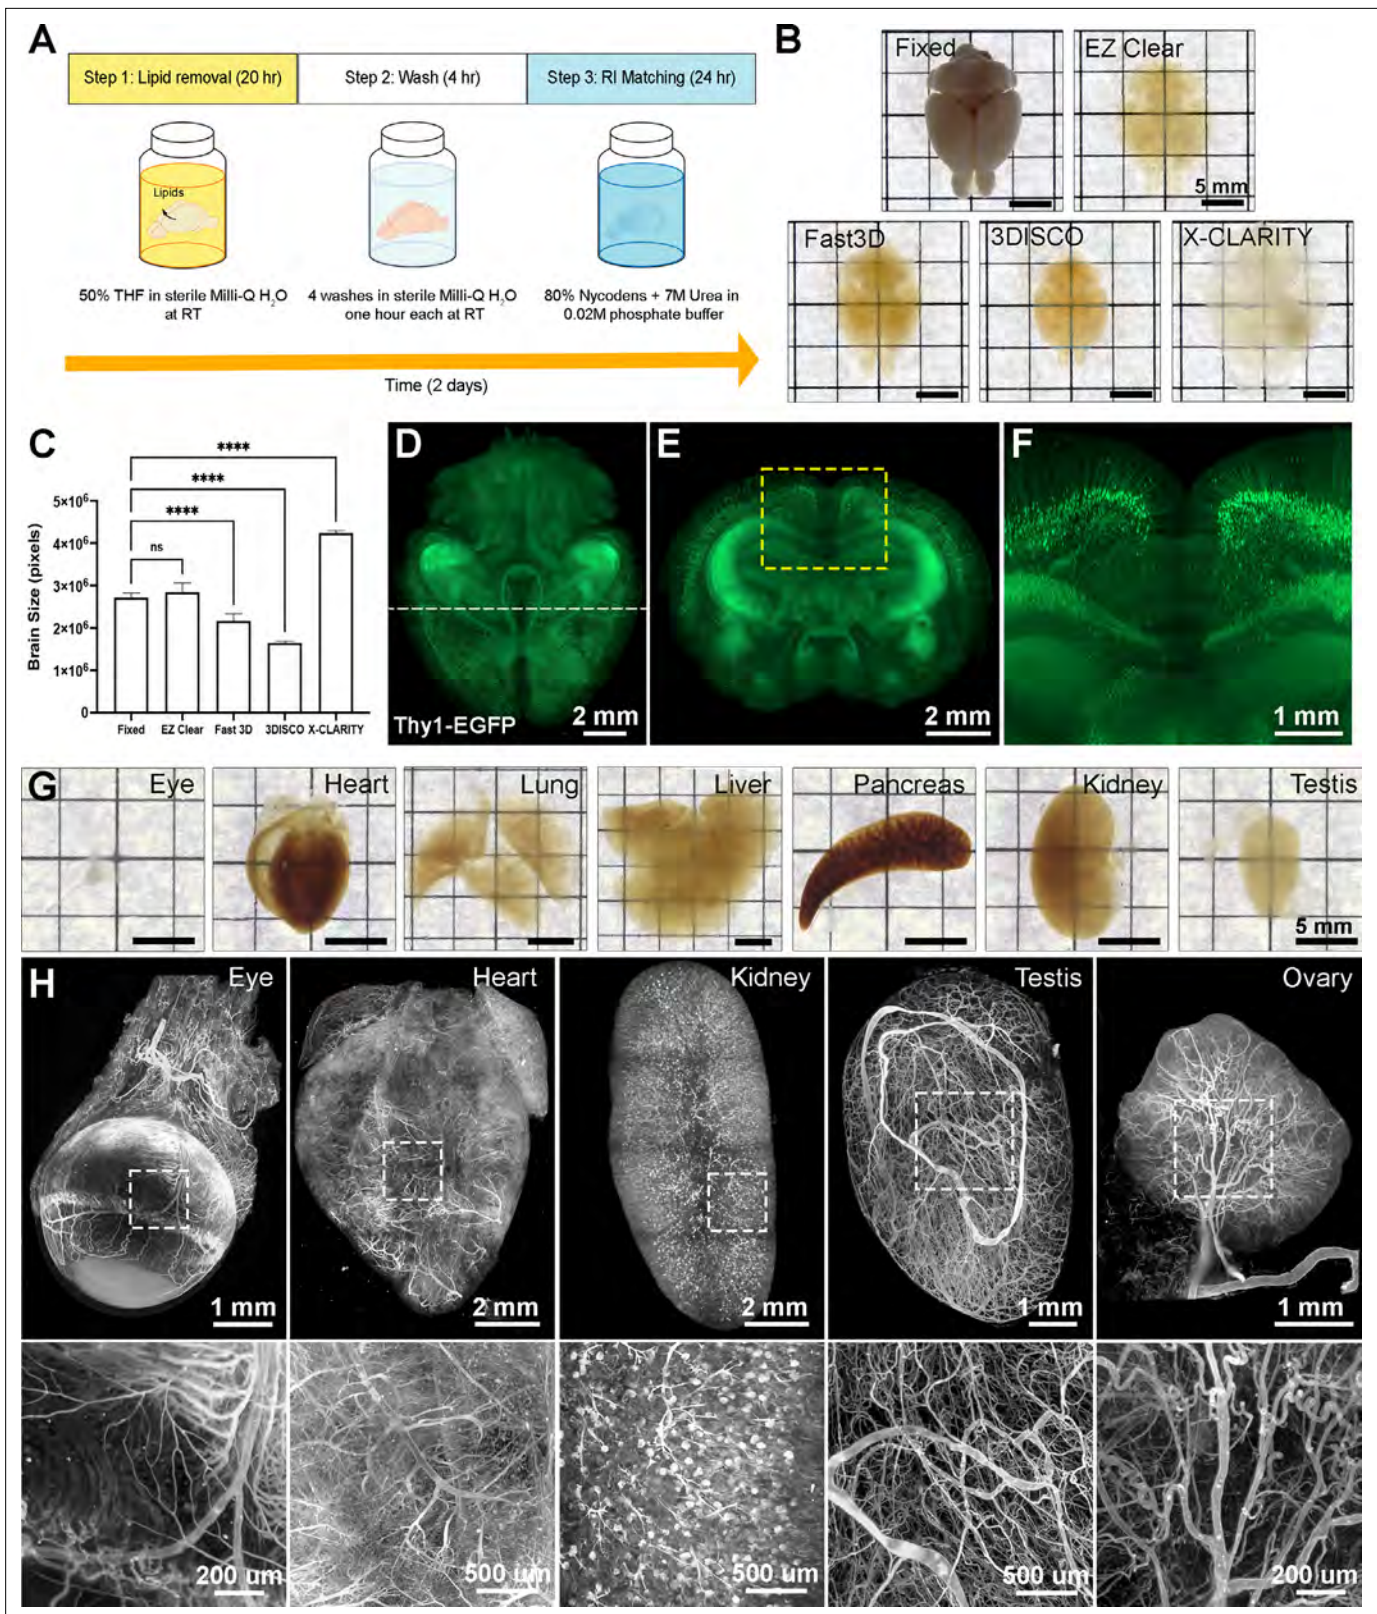 A
Step 1: Lipid removal (20 hr)
Step 2: Wash (4 hr)
Step 3: RI Matching (24 hr)
Lipids
50% THF in sterile Milli-Q H₂O
at RT
4 washes in sterile Milli-Q H₂O
one hour each at RT
80% Nycodens + 7M Urea in
0.02M phosphate buffer
Time (2 days)
B
Fixed
EZ Clear
5 mm
Fast3D
3DISCO
X-CLARITY
C
****
****
****
ns
Brain Size (pixels)
5×10⁶
4×10⁶
3×10⁶
2×10⁶
1×10⁶
0
Fixed
EZ Clear
Fast 3D
3DISCO
X-CLARITY
D
Thy1-EGFP
2 mm
E
2 mm
F
1 mm
G
Eye
Heart
Lung
Liver
Pancreas
Kidney
Testis
5 mm
H
Eye
1 mm
Heart
2 mm
Kidney
2 mm
Testis
1 mm
Ovary
1 mm
200 um
500 um
500 um
500 um
200 um